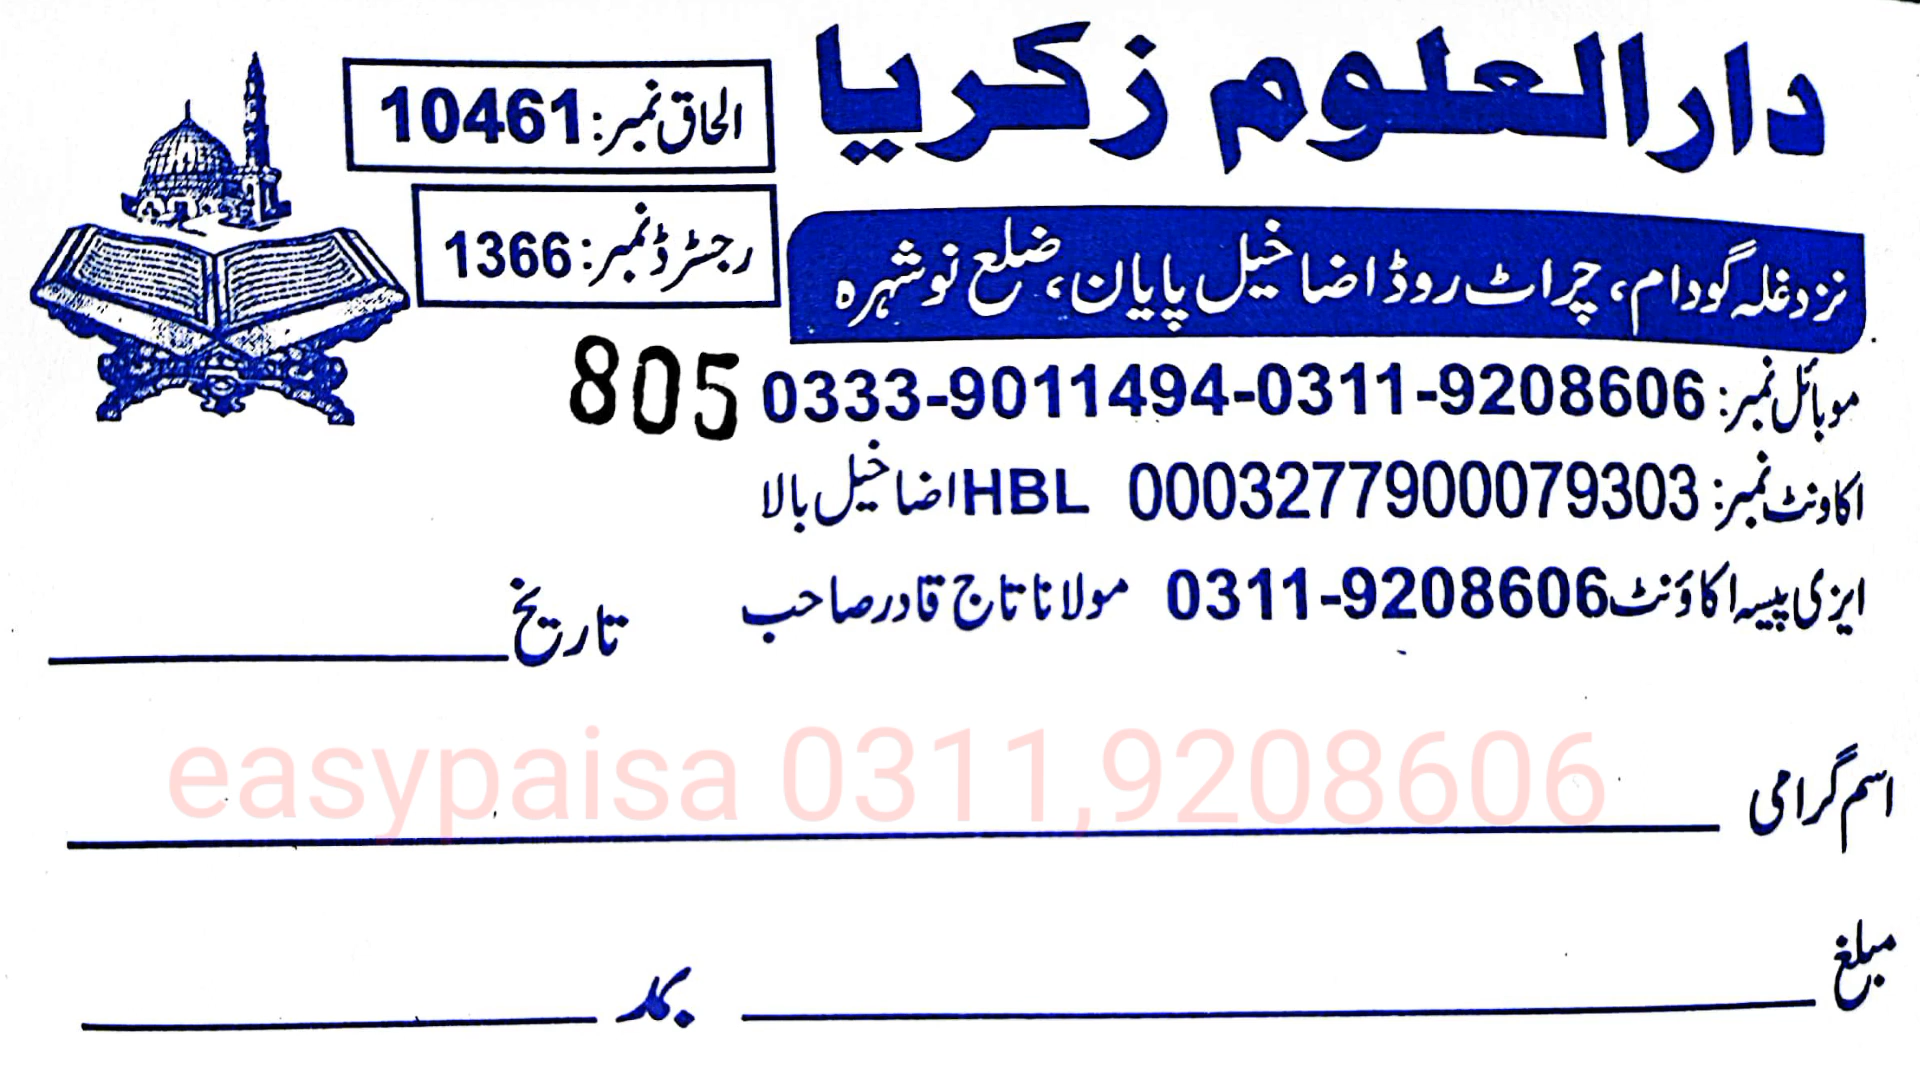 دارالعلوم زکریا
الحاق نمبر: 10461
رجسٹرڈ نمبر: 1366
نزد غلہ گودام، چراٹ روڈ اضاخیل پایان، ضلع نوشہرہ
موبائل نمبر: 0333-9011494-0311-9208606
805
اکاونٹ نمبر: 0003277900079303 HBL اضاخیل بالا
ایزی پیسہ اکاؤنٹ 0311-9208606 مولانا تاج قادر صاحب
تاریخ
easypaisa 0311,9208606
اسم گرامی
مبلغ
بمد